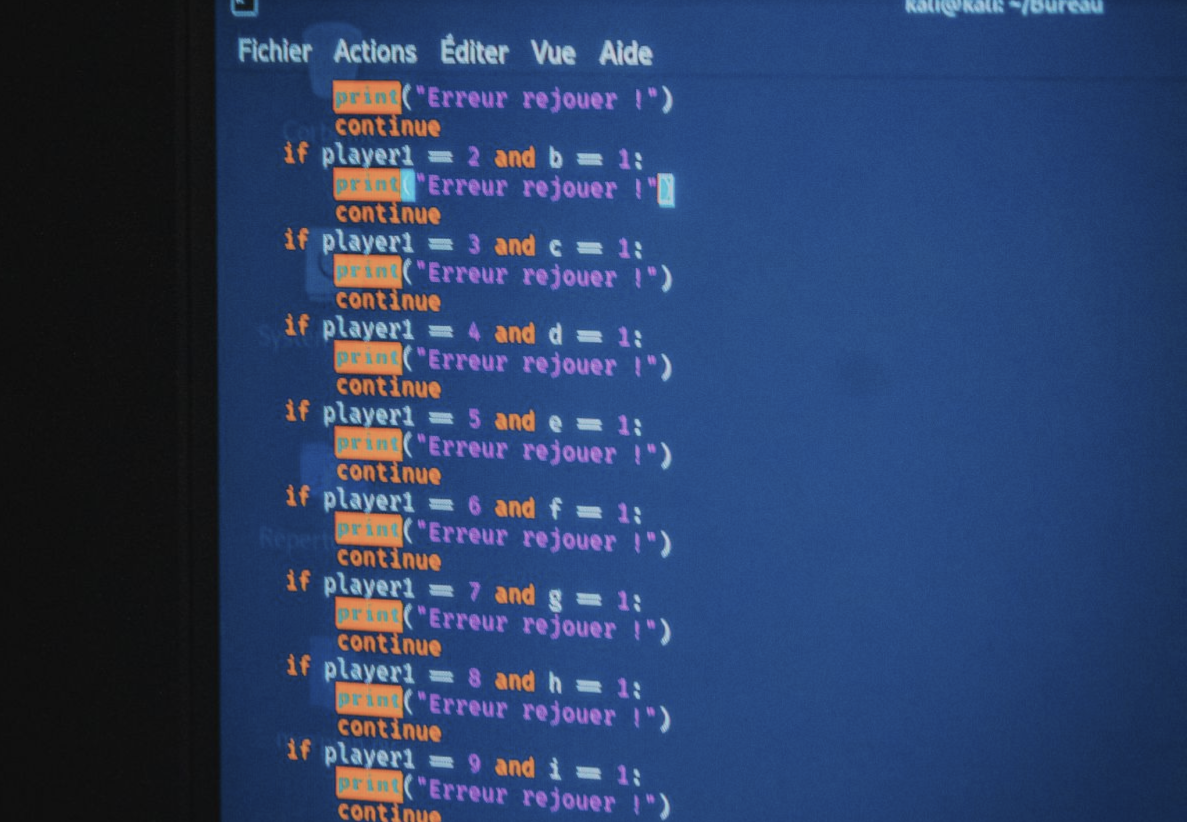 kali@kali: ~/Bureau
Fichier Actions Éditer Vue Aide
print("Erreur rejouer !")
continue
if player1 == 2 and b == 1:
print("Erreur rejouer !")
continue
if player1 == 3 and c == 1:
print("Erreur rejouer !")
continue
if player1 == 4 and d == 1:
print("Erreur rejouer !")
continue
if player1 == 5 and e == 1:
print("Erreur rejouer !")
continue
if player1 == 6 and f == 1:
print("Erreur rejouer !")
continue
if player1 == 7 and g == 1:
print("Erreur rejouer !")
continue
if player1 == 8 and h == 1:
print("Erreur rejouer !")
continue
if player1 == 9 and i == 1:
print("Erreur rejouer !")
continue